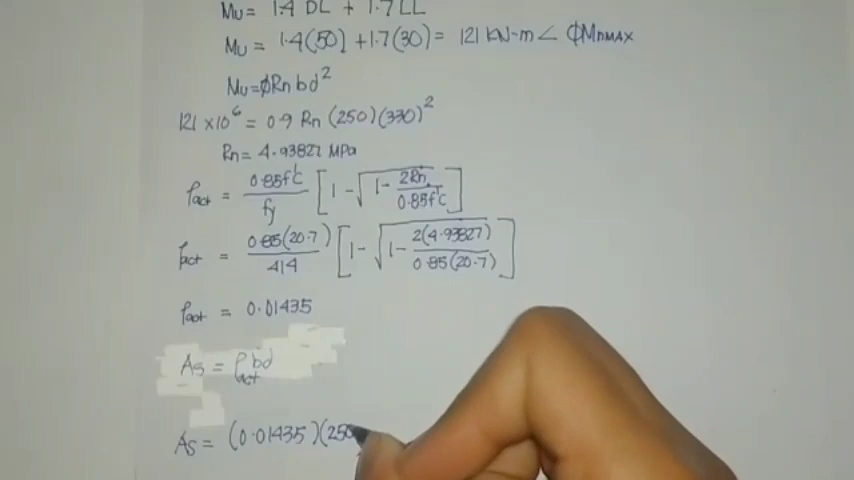 Mu = 1.4 DL + 1.7 LL
Mu = 1.4(50] + 1.7(30) = 121 KN-m ∠ ϕMnMAX
Mu=ϕRn bd²
121 x10⁶ = 0.9 Rn (250)(330)²
Rn= 4.93827 MPa
ρact = 0.85f'c / fy [1 - √(1 - 2Rn / 0.85f'c)]
ρact = 0.85(20.7) / 414 [1 - √(1 - 2(4.93827) / 0.85(20.7))]
ρact = 0.01435
As = ρact bd
As = (0.01435)(250